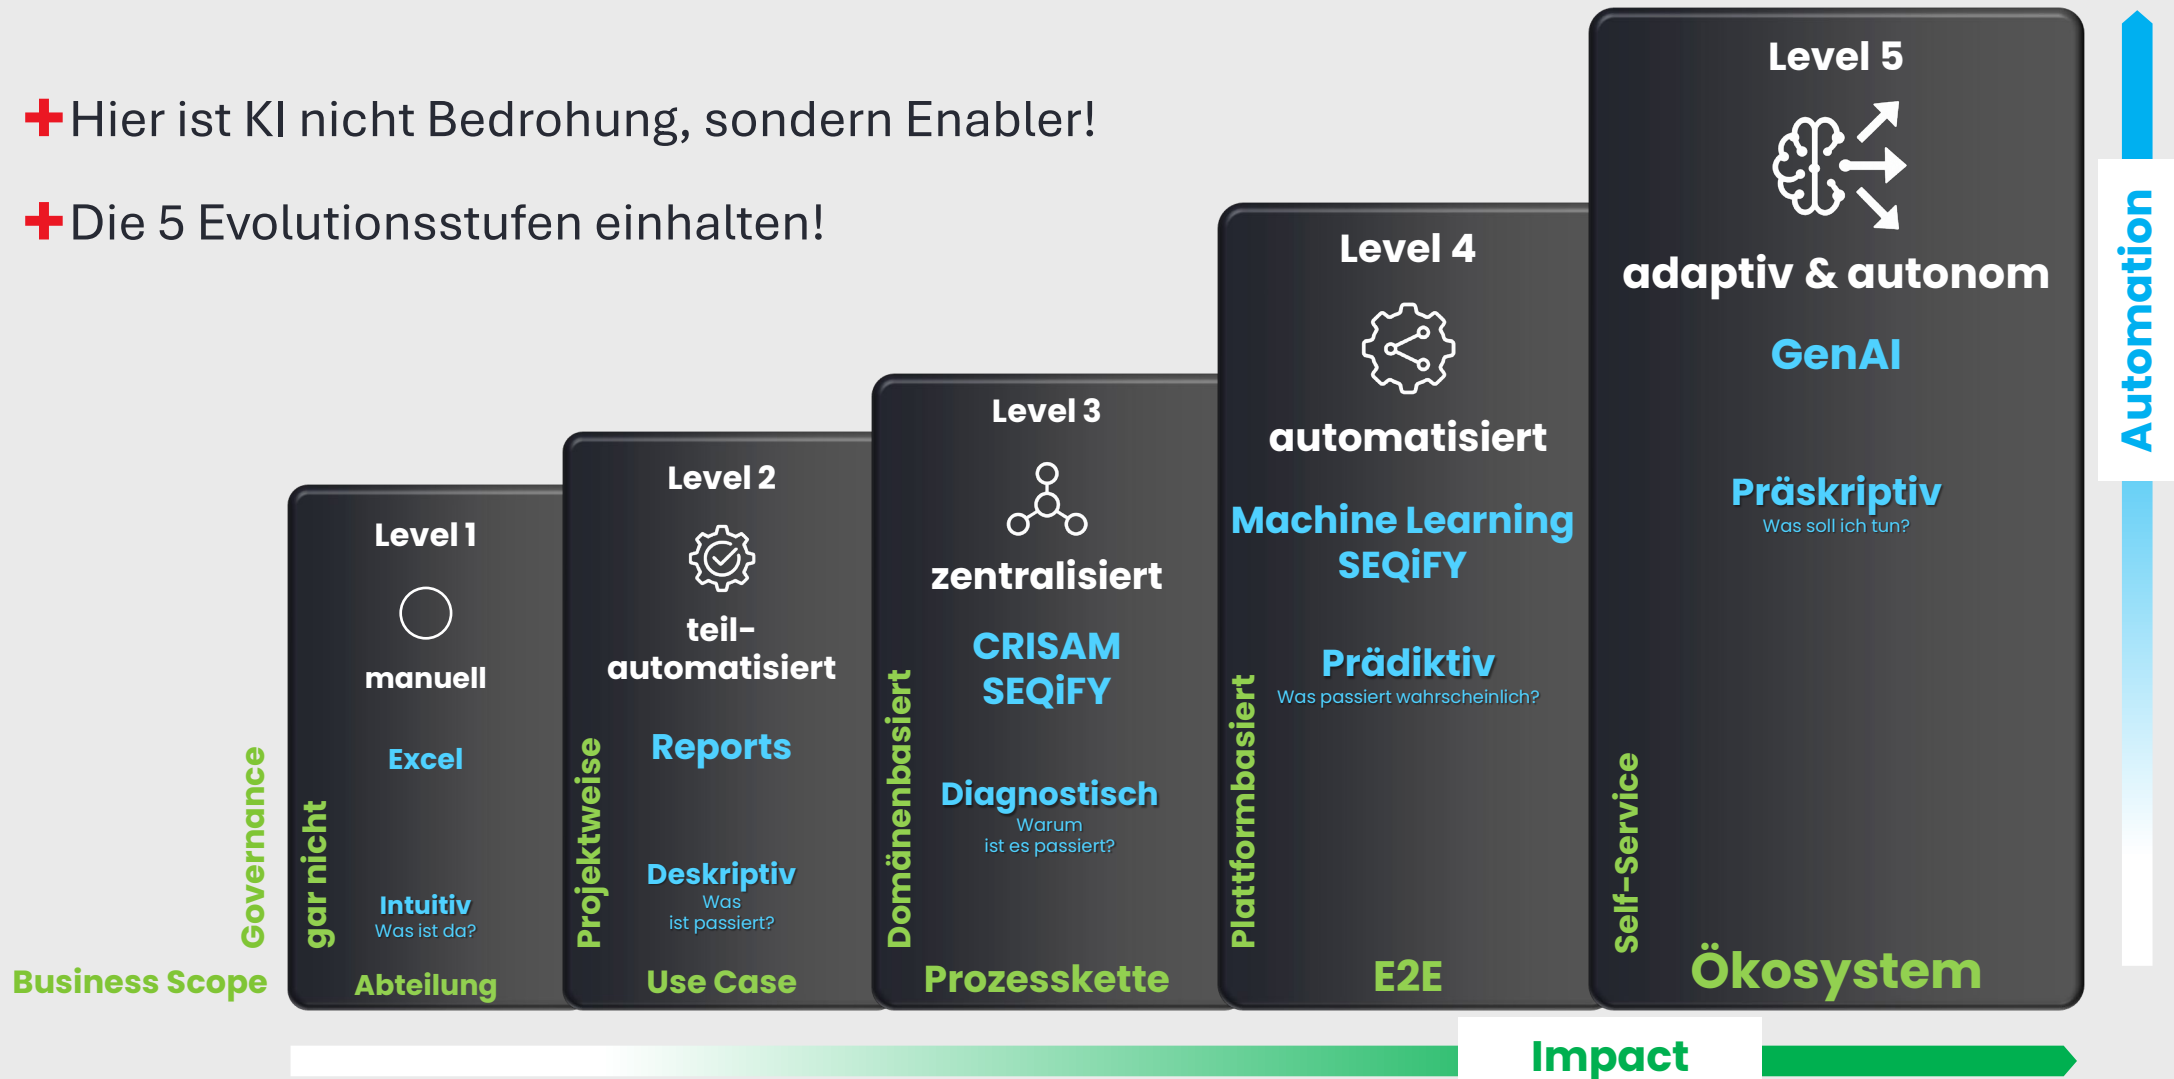 Hier ist KI nicht Bedrohung, sondern Enabler!
Die 5 Evolutionsstufen einhalten!
Governance
Business Scope
Level 1
manuell
Excel
Intuitiv
Was ist da?
gar nicht
Abteilung
Level 2
teil-
automatisiert
Reports
Deskriptiv
Was
ist passiert?
Projektweise
Use Case
Level 3
zentralisiert
CRISAM
SEQiFY
Diagnostisch
Warum
ist es passiert?
Domänenbasiert
Prozesskette
Level 4
automatisiert
Machine Learning
SEQiFY
Prädiktiv
Was passiert wahrscheinlich?
Plattformbasiert
E2E
Level 5
adaptiv & autonom
GenAI
Präskriptiv
Was soll ich tun?
Self-Service
Ökosystem
Automation
Impact